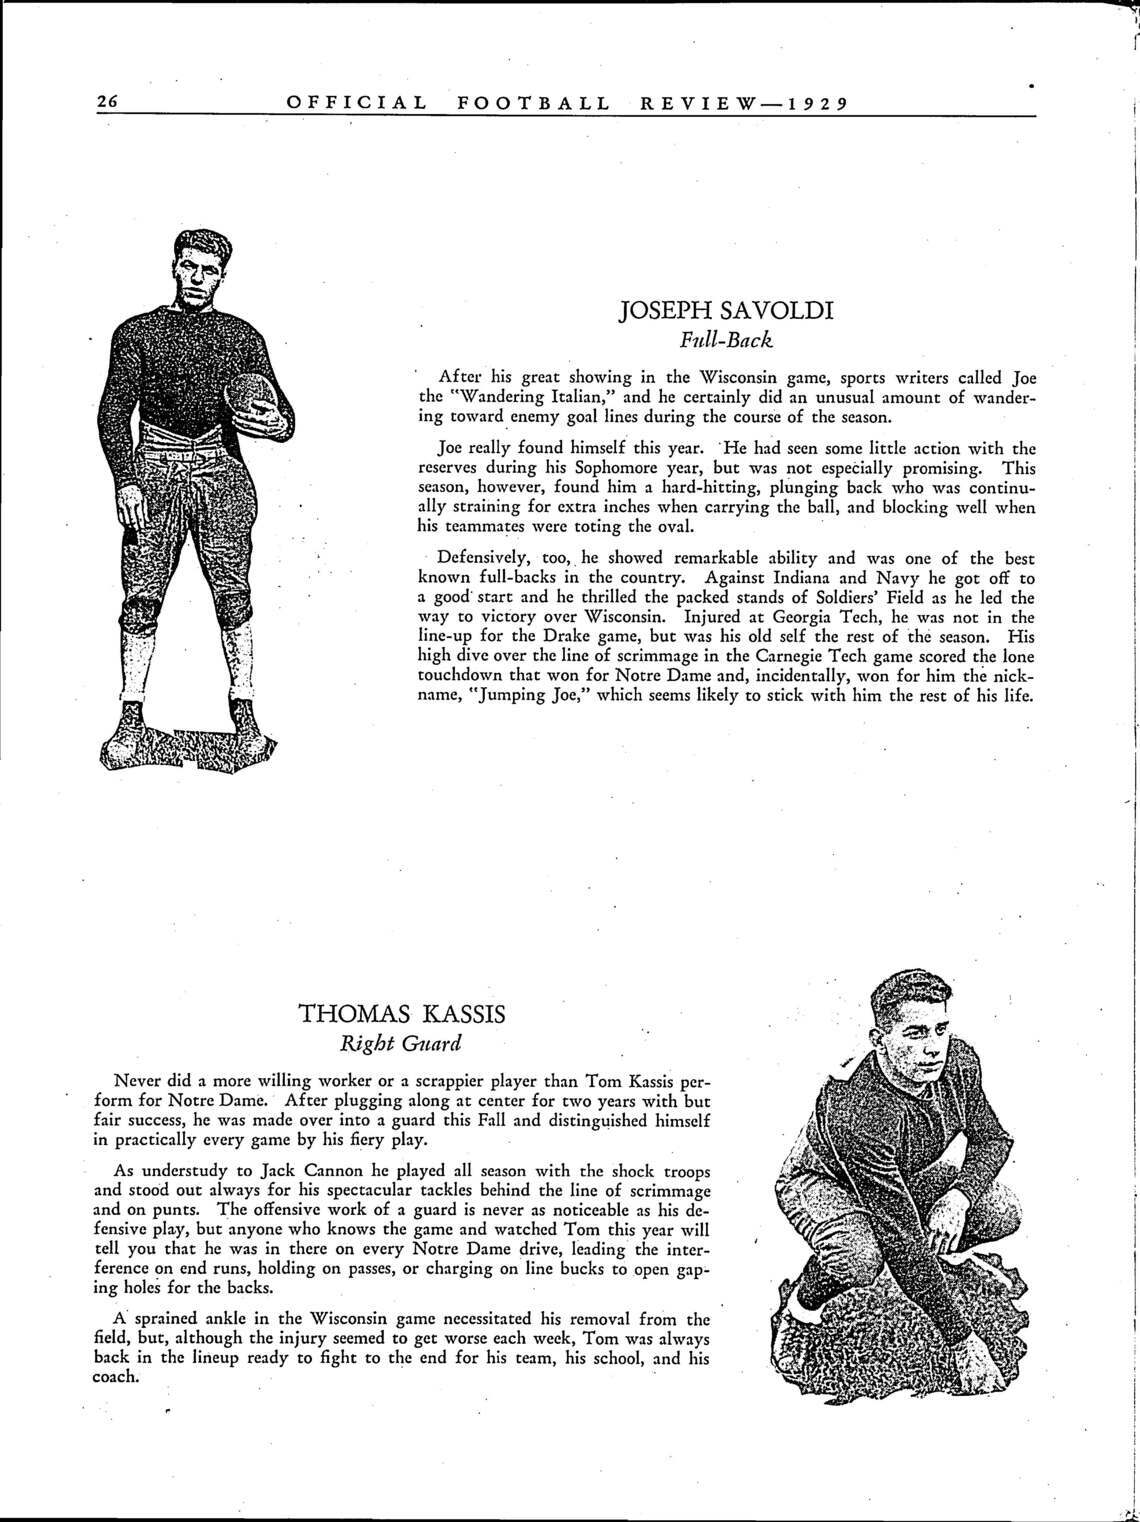 26
OFFICIAL FOOTBALL REVIEW—1929
JOSEPH SAVOLDI
Full-Back
After his great showing in the Wisconsin game, sports writers called Joe
the "Wandering Italian," and he certainly did an unusual amount of wander-
ing toward enemy goal lines during the course of the season.
Joe really found himself this year. He had seen some little action with the
reserves during his Sophomore year, but was not especially promising. This
season, however, found him a hard-hitting, plunging back who was continu-
ally straining for extra inches when carrying the ball, and blocking well when
his teammates were toting the oval.
Defensively, too, he showed remarkable ability and was one of the best
known full-backs in the country. Against Indiana and Navy he got off to
a good start and he thrilled the packed stands of Soldiers' Field as he led the
way to victory over Wisconsin. Injured at Georgia Tech, he was not in the
line-up for the Drake game, but was his old self the rest of the season. His
high dive over the line of scrimmage in the Carnegie Tech game scored the lone
touchdown that won for Notre Dame and, incidentally, won for him the nick-
name, "Jumping Joe," which seems likely to stick with him the rest of his life.
THOMAS KASSIS
Right Guard
Never did a more willing worker or a scrappier player than Tom Kassis per-
form for Notre Dame. After plugging along at center for two years with but
fair success, he was made over into a guard this Fall and distinguished himself
in practically every game by his fiery play.
As understudy to Jack Cannon he played all season with the shock troops
and stood out always for his spectacular tackles behind the line of scrimmage
and on punts. The offensive work of a guard is never as noticeable as his de-
fensive play, but anyone who knows the game and watched Tom this year will
tell you that he was in there on every Notre Dame drive, leading the inter-
ference on end runs, holding on passes, or charging on line bucks to open gap-
ing holes for the backs.
A sprained ankle in the Wisconsin game necessitated his removal from the
field, but, although the injury seemed to get worse each week, Tom was always
back in the lineup ready to fight to the end for his team, his school, and his
coach.